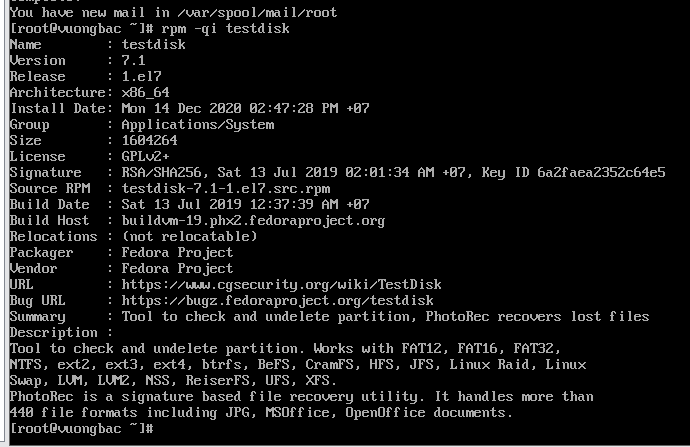 You have new mail in /var/spool/mail/root
[root@vuongbac ~]# rpm -qi testdisk
Name        : testdisk
Version     : 7.1
Release     : 1.el7
Architecture: x86_64
Install Date: Mon 14 Dec 2020 02:47:28 PM +07
Group       : Applications/System
Size        : 1604264
License     : GPLv2+
Signature   : RSA/SHA256, Sat 13 Jul 2019 02:01:34 AM +07, Key ID 6a2faea2352c64e5
Source RPM  : testdisk-7.1-1.el7.src.rpm
Build Date  : Sat 13 Jul 2019 12:37:39 AM +07
Build Host  : buildvm-19.phx2.fedoraproject.org
Relocations : (not relocatable)
Packager    : Fedora Project
Vendor      : Fedora Project
URL         : https://www.cgsecurity.org/wiki/TestDisk
Bug URL     : https://bugz.fedoraproject.org/testdisk
Summary     : Tool to check and undelete partition, PhotoRec recovers lost files
Description :
Tool to check and undelete partition. Works with FAT12, FAT16, FAT32,
NTFS, ext2, ext3, ext4, btrfs, BeFS, CramFS, HFS, JFS, Linux Raid, Linux
Swap, LVM, LVM2, NSS, ReiserFS, UFS, XFS.
PhotoRec is a signature based file recovery utility. It handles more than
440 file formats including JPG, MSOffice, OpenOffice documents.
[root@vuongbac ~]#